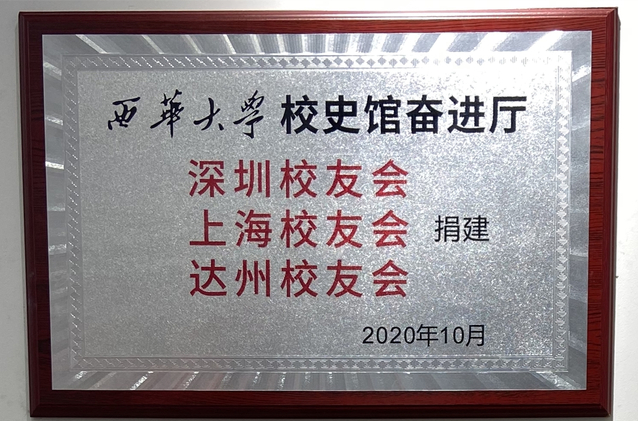 西華大學 校史馆奋进厅
深圳校友会
上海校友会 捐建
达州校友会
2020年10月